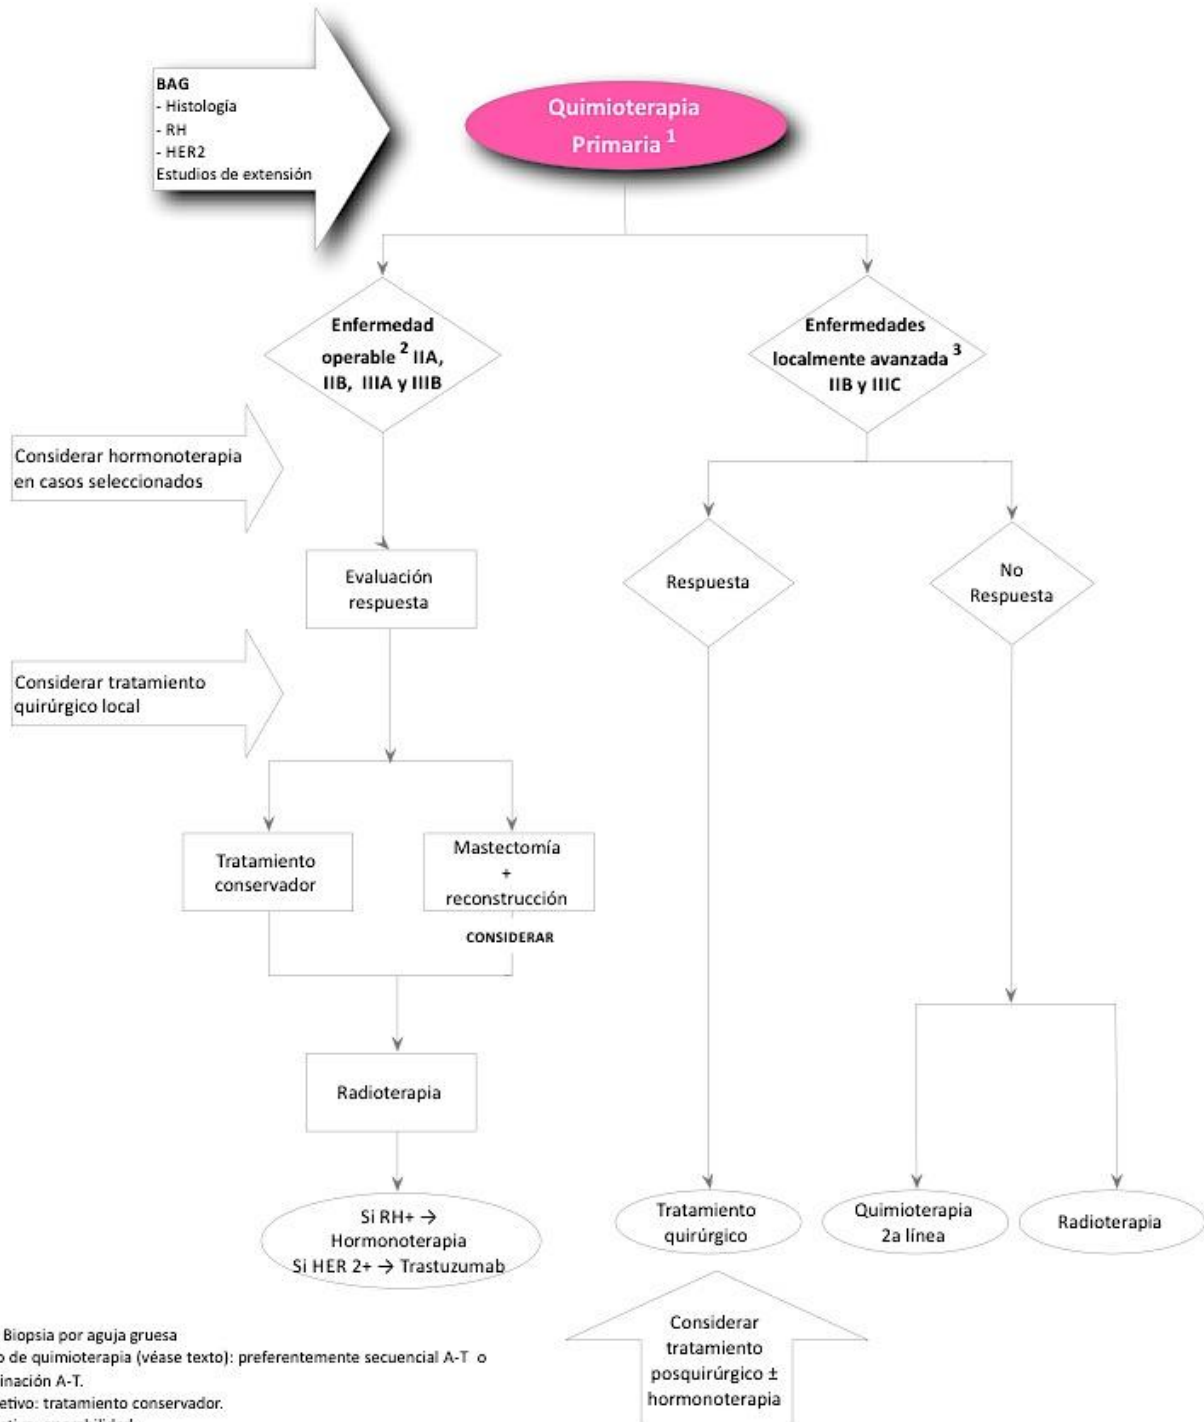 BAG
- Histología
- RH
- HER2
Estudios de extensión
Quimioterapia
Primaria 1
Enfermedad
operable 2 IIA,
IIB, IIIA y IIIB
Enfermedades
localmente avanzada 3
IIB y IIIC
Considerar hormonoterapia
en casos seleccionados
Evaluación
respuesta
Respuesta
No
Respuesta
Considerar tratamiento
quirúrgico local
Tratamiento
conservador
Mastectomía
+
reconstrucción
CONSIDERAR
Radioterapia
Si RH+ →
Hormonoterapia
Si HER 2+ → Trastuzumab
Tratamiento
quirúrgico
Quimioterapia
2a línea
Radioterapia
Considerar
tratamiento
posquirúrgico ±
hormonoterapia
Biopsia por aguja gruesa
de quimioterapia (véase texto): preferentemente secuencial A-T o
A-T.
tratamiento conservador.